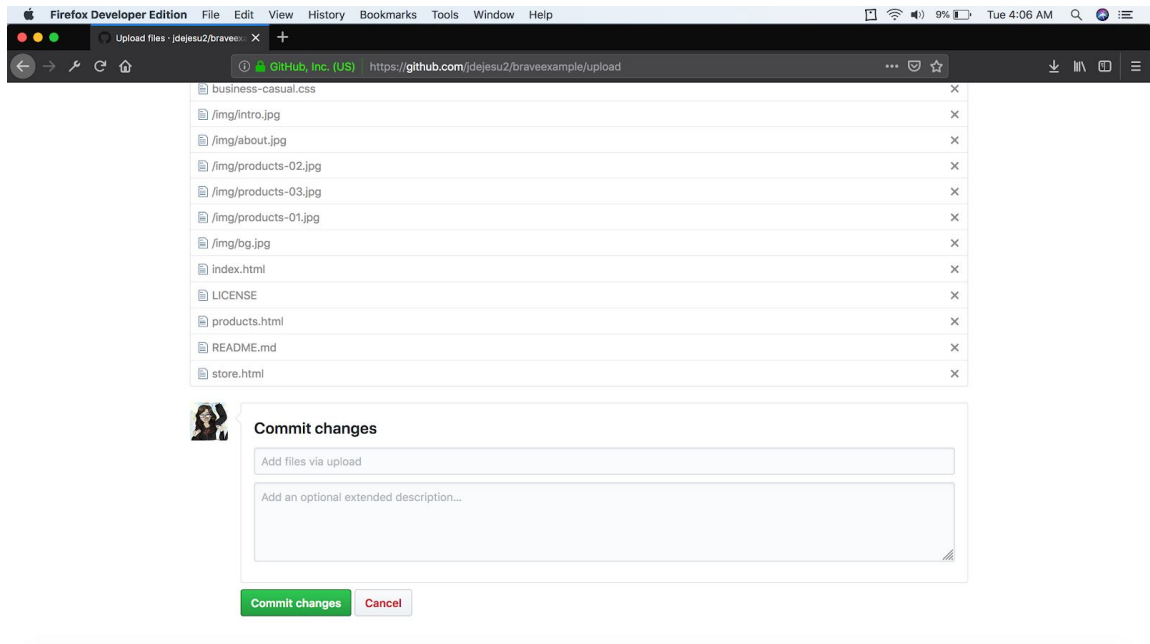 Firefox Developer Edition File Edit View History Bookmarks Tools Window Help 9% Tue 4:06 AM
Upload files · jdejesu2/braveex
GitHub, Inc. (US) https://github.com/jdejesu2/braveexample/upload
business-casual.css
/img/intro.jpg
/img/about.jpg
/img/products-02.jpg
/img/products-03.jpg
/img/products-01.jpg
/img/bg.jpg
index.html
LICENSE
products.html
README.md
store.html
Commit changes
Add files via upload
Add an optional extended description...
Commit changes Cancel